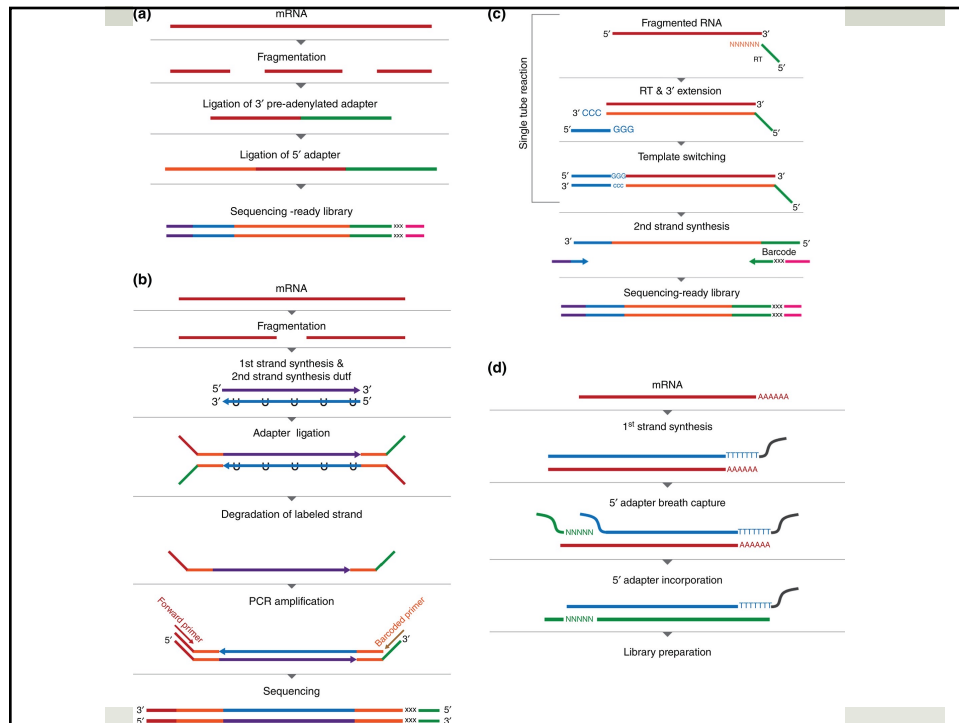 (a)
mRNA
Fragmentation
Ligation of 3′ pre-adenylated adapter
Ligation of 5′ adapter
Sequencing -ready library
xxx
xxx
(b)
mRNA
Fragmentation
1st strand synthesis &
2nd strand synthesis dutf
5′ 3′
3′ U U U U U 5′
Adapter ligation
U U U U U
Degradation of labeled strand
PCR amplification
Forward primer
Barcoded primer
5′ 3′
Sequencing
3′ xxx 5′
5′ xxx 3′
(c)
Single tube reaction
Fragmented RNA
5′ 3′
NNNNNN
RT
5′
RT & 3′ extension
3′
3′ CCC
5′ GGG 5′
Template switching
5′ GGG 3′
3′ CCC
5′
2nd strand synthesis
3′ 5′
Barcode
xxx
Sequencing-ready library
xxx
xxx
(d)
mRNA
AAAAAA
1st strand synthesis
TTTTTTT
AAAAAA
5′ adapter breath capture
NNNNN TTTTTTT
AAAAAA
5′ adapter incorporation
TTTTTTT
NNNNN
Library preparation